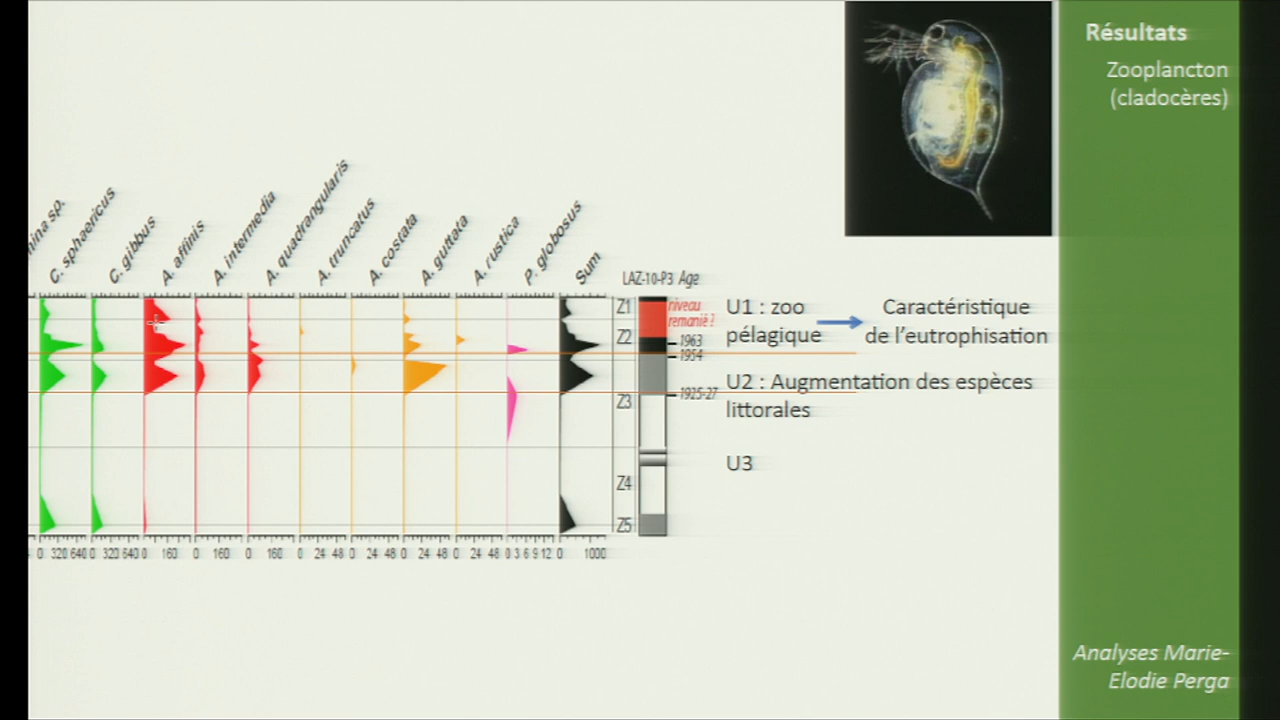 Résultats
Zooplancton
(cladocères)
C. sphaericus
C. gibbus
A. affinis
A. intermedia
A. quadrangularis
A. truncatus
A. costata
A. guttata
A. rustica
P. globosus
Sum
LAZ-10-P3 Age
Z1
Z2
Z3
Z4
Z5
niveau
remanié ?
1963
1954
1925-27
U1 : zoo
pélagique
Caractéristique
de l'eutrophisation
U2 : Augmentation des espèces
littorales
U3
0 320 640 0 320 640 0 160 0 160 0 160 0 24 48 0 24 48 0 24 48 0 24 48 0 3 6 9 12 0 1000
Analyses Marie-
Elodie Perga